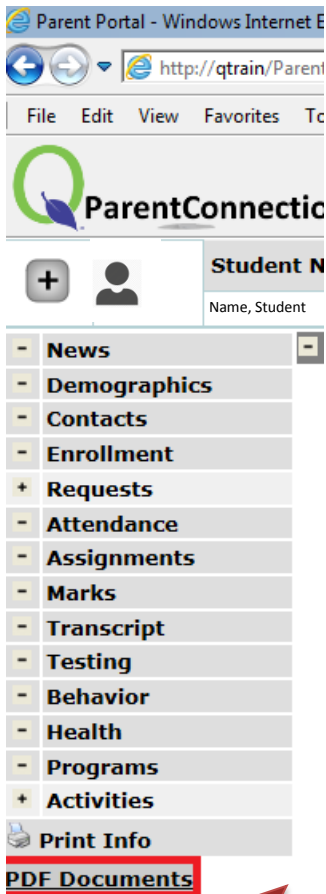 Parent Portal - Windows Internet E
http://qtrain/Parent
File Edit View Favorites To
ParentConnectio
Student N
Name, Student
- News
- Demographics
- Contacts
- Enrollment
+ Requests
- Attendance
- Assignments
- Marks
- Transcript
- Testing
- Behavior
- Health
- Programs
+ Activities
Print Info
PDF Documents